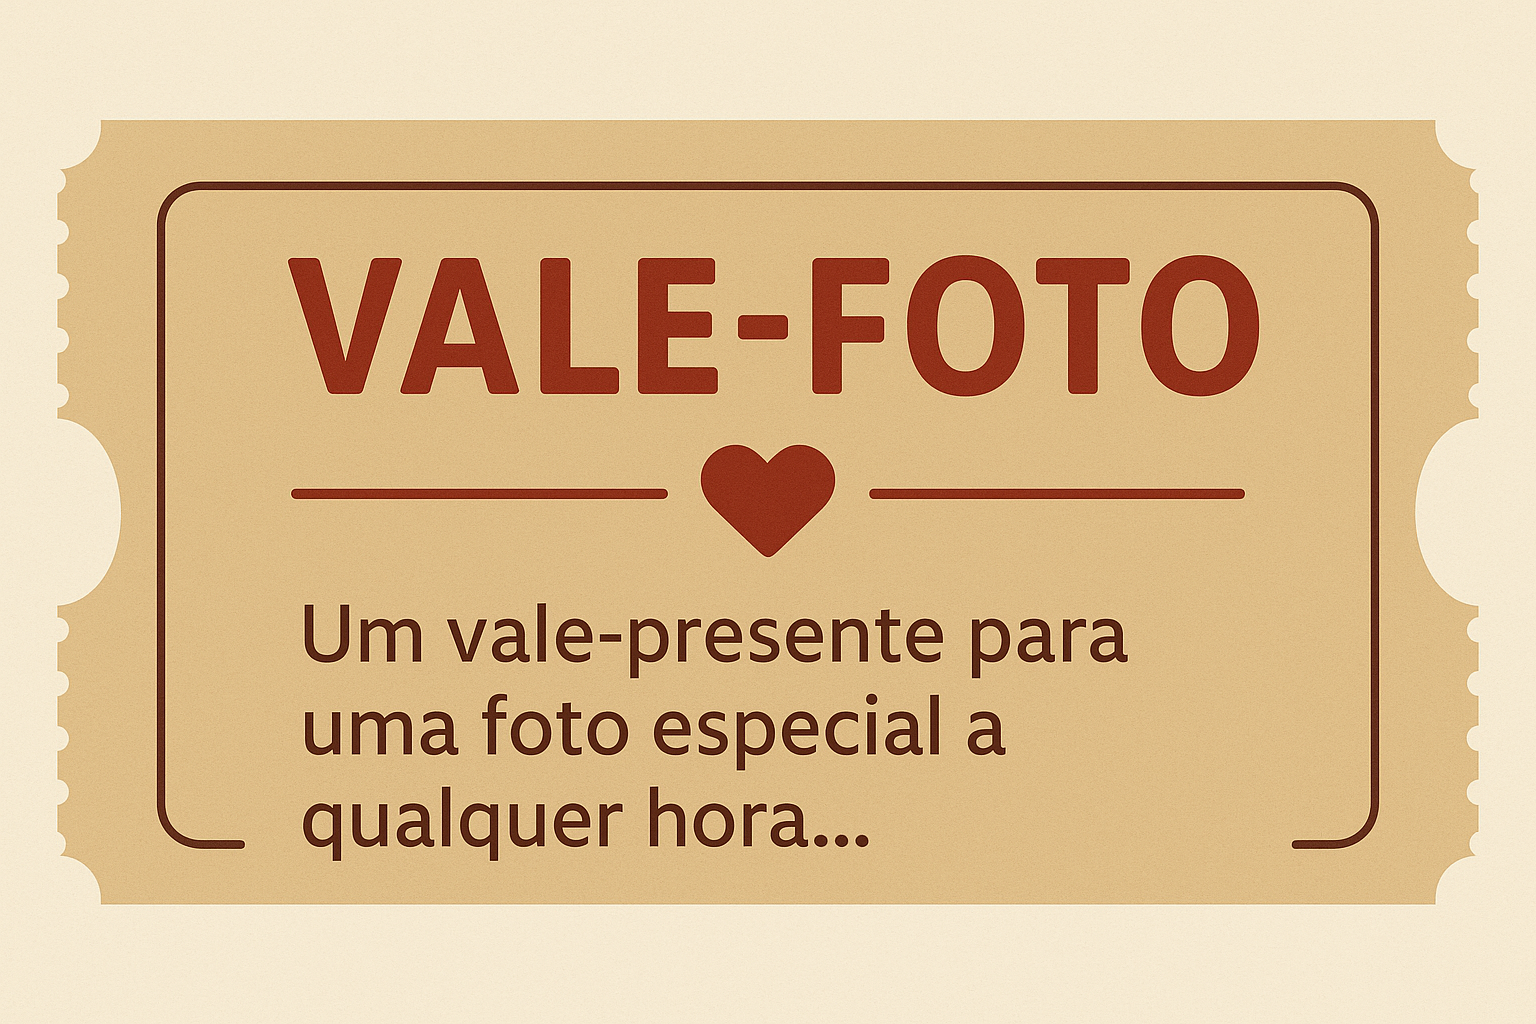 VALE-FOTO
Um vale-presente para
uma foto especial a
qualquer hora...